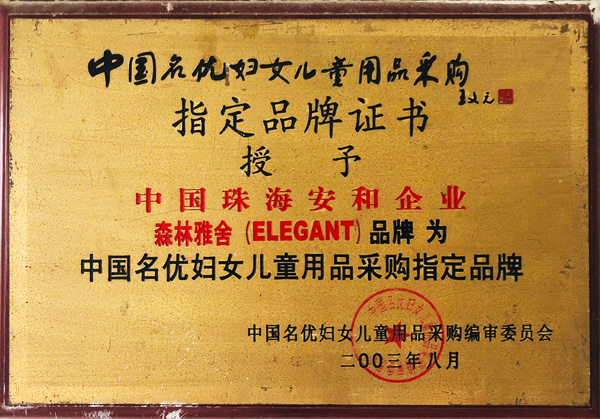 中国名优妇女儿童用品采购
王文元
指定品牌证书
授 予
中国珠海安和企业
森林雅舍（ELEGANT）品牌 为
中国名优妇女儿童用品采购指定品牌
中国名优妇女儿童用品采购编审委员会
二00三年八月